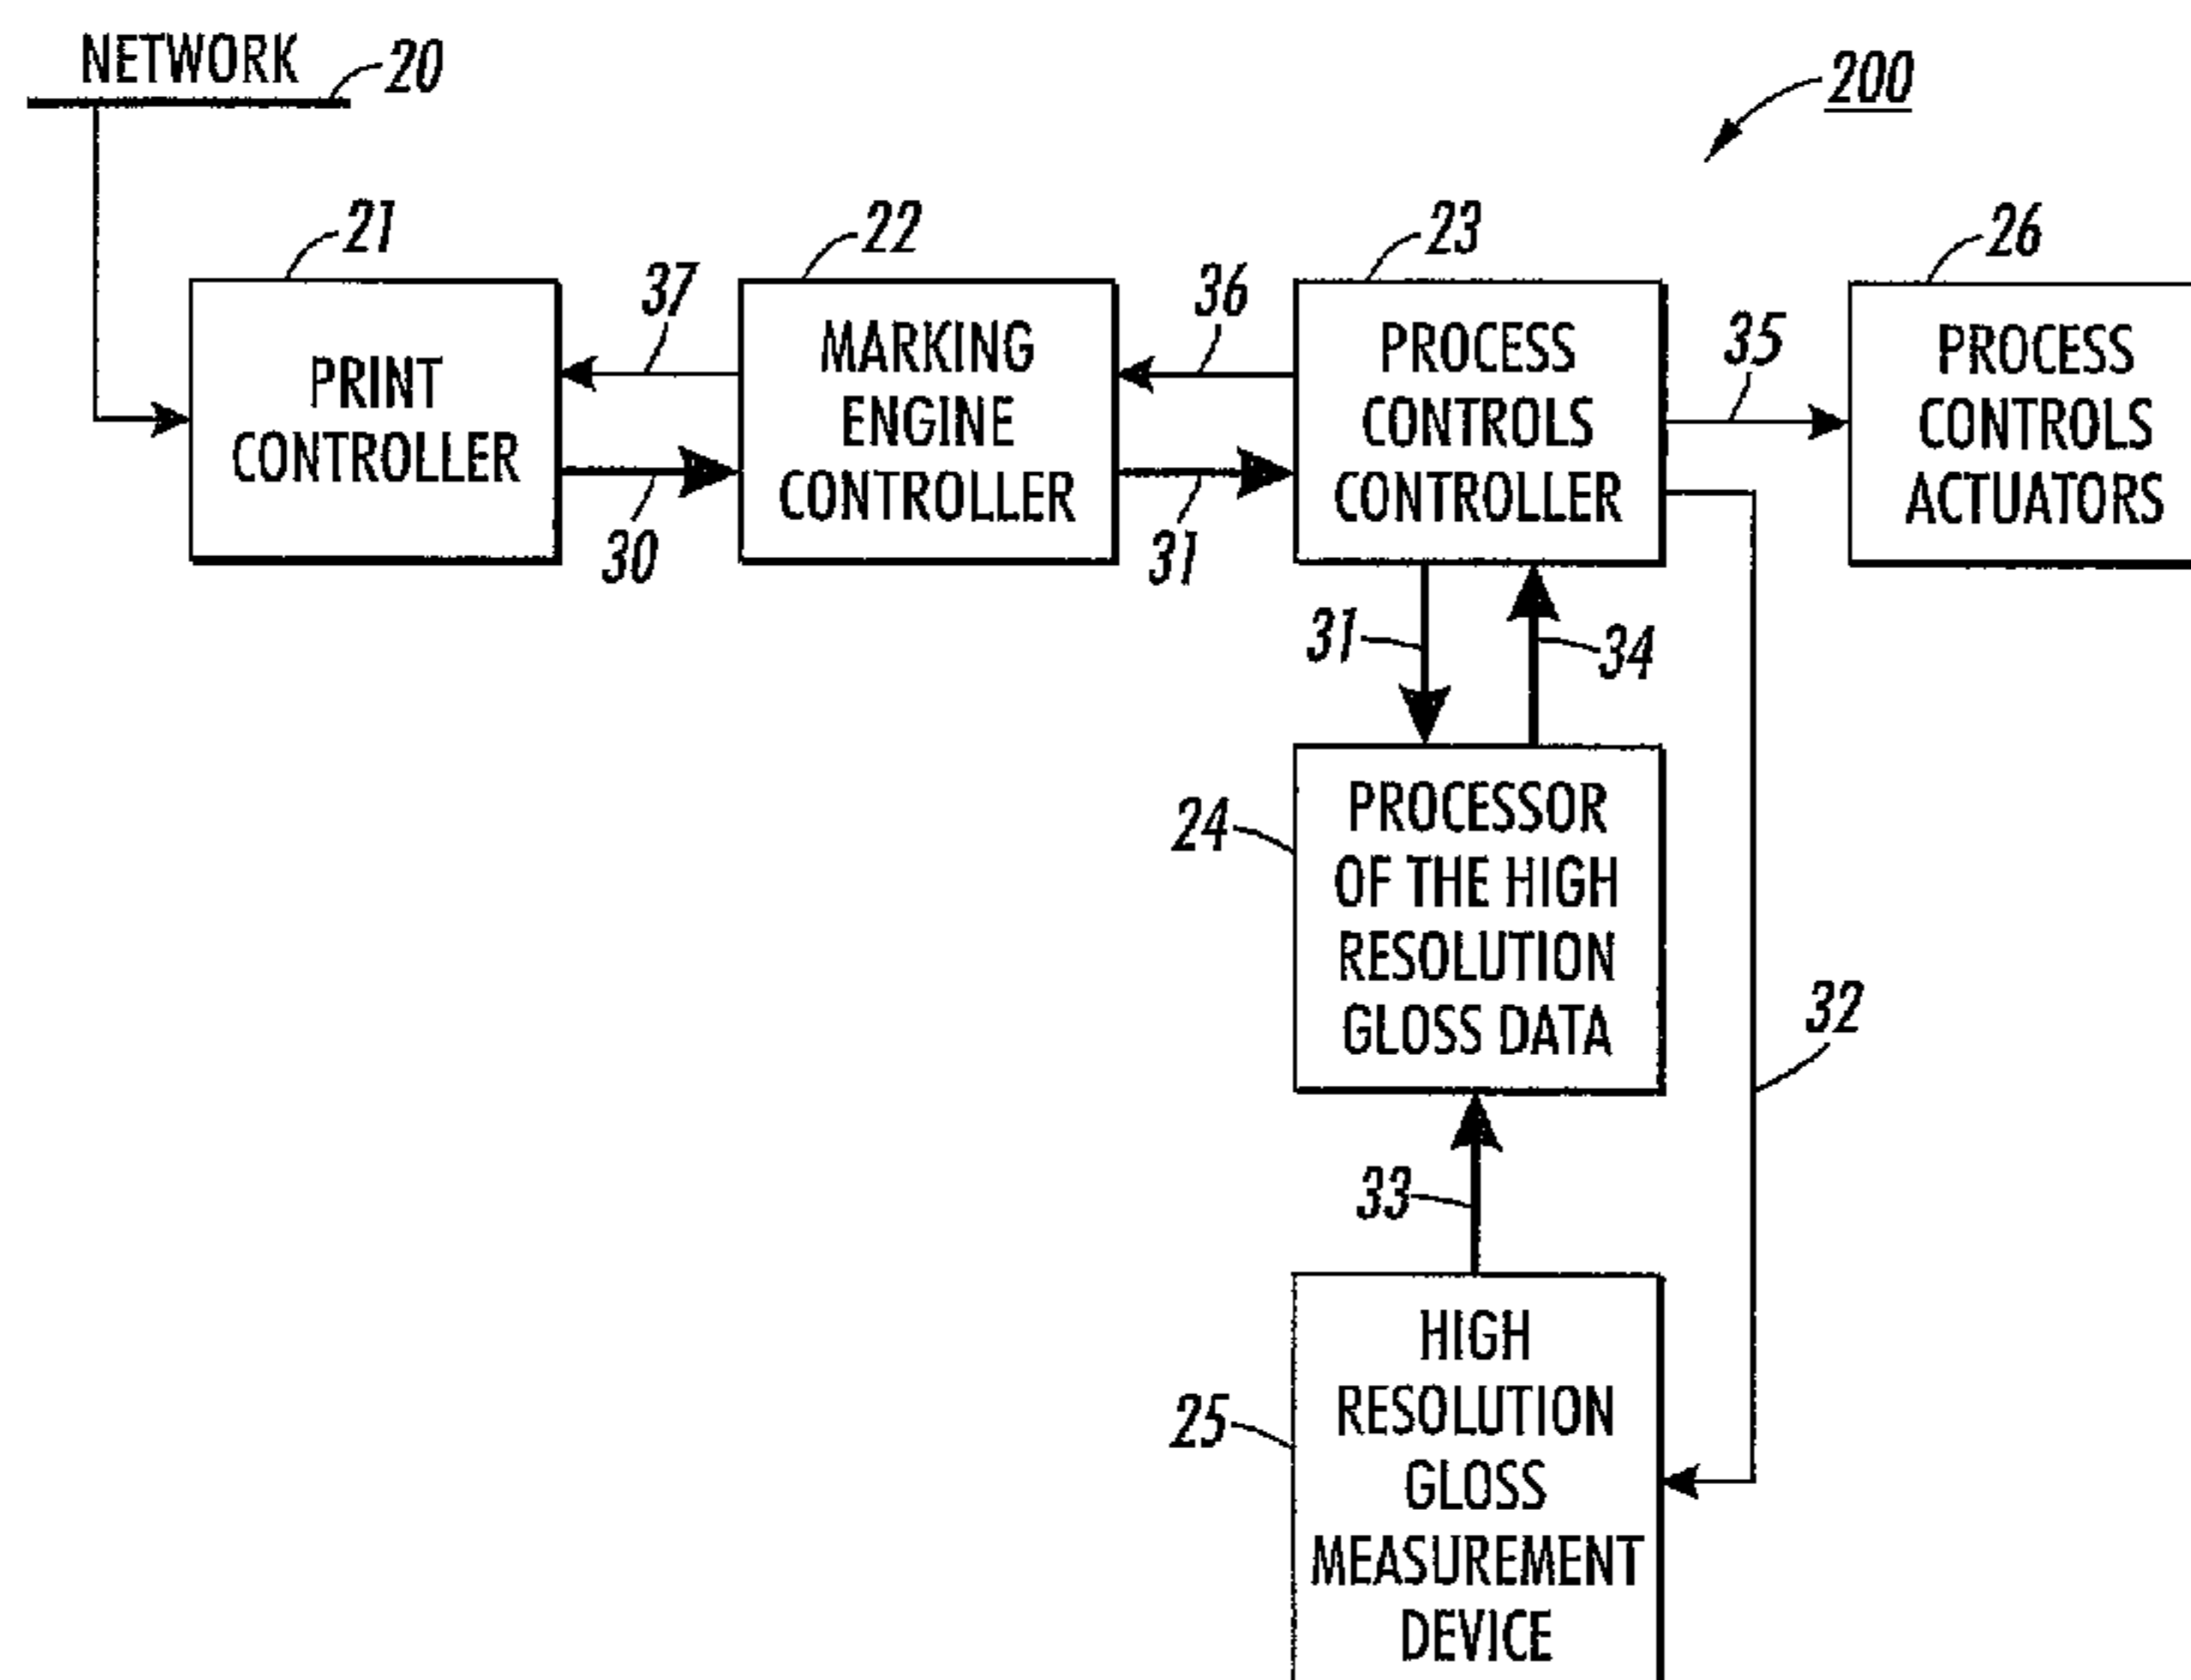 NETWORK
20
200
21
37
22
36
23
35
26
PRINT
CONTROLLER
MARKING
ENGINE
CONTROLLER
PROCESS
CONTROLS
CONTROLLER
PROCESS
CONTROLS
ACTUATORS
30
31
31
34
24
PROCESSOR
OF THE HIGH
RESOLUTION
GLOSS DATA
32
33
25
HIGH
RESOLUTION
GLOSS
MEASUREMENT
DEVICE